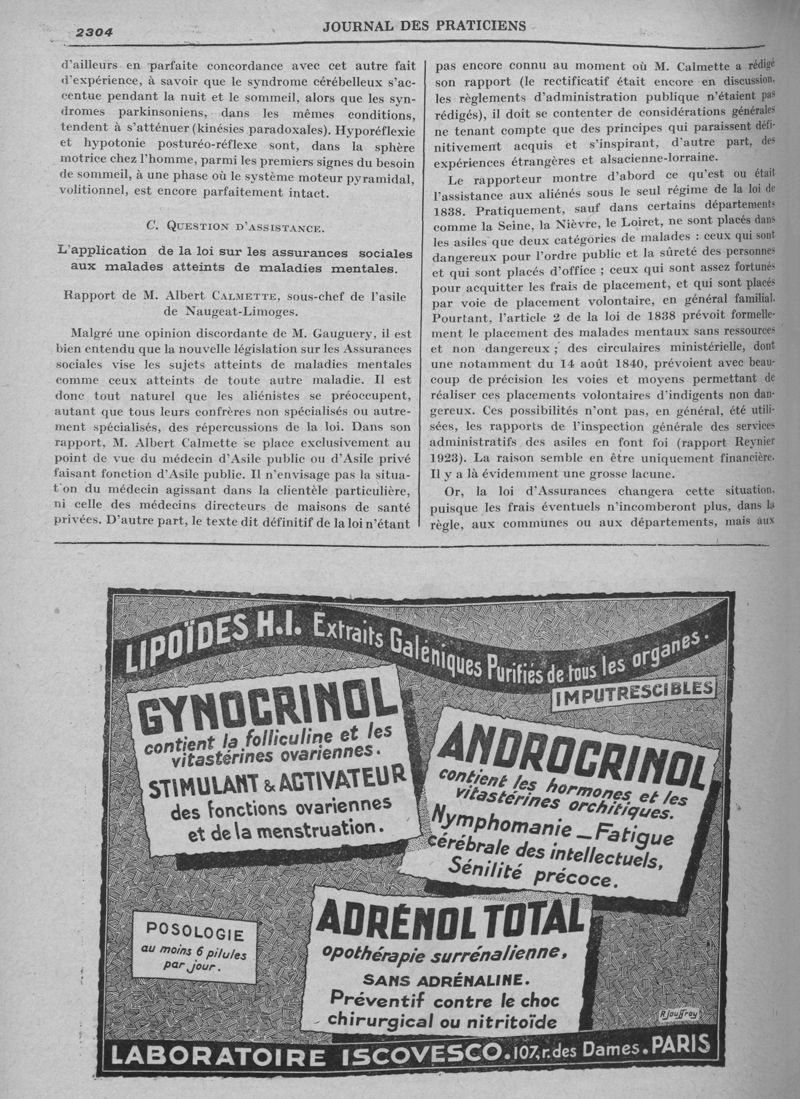 2304
JOURNAL DES PRATICIENS
d'ailleurs en parfaite concordance avec cet autre fait
d'expérience, à savoir que le syndrome cérébelleux s'ac-
centue pendant la nuit et le sommeil, alors que les syn-
dromes parkinsoniens, dans les mêmes conditions,
tendent à s'atténuer (kinésies paradoxales). Hyporéflexie
et hypotonie posturéo-réflexe sont, dans la sphère
motrice chez l'homme, parmi les premiers signes du besoin
de sommeil, à une phase où le système moteur pyramidal,
volitionnel, est encore parfaitement intact.
C. QUESTION D'ASSISTANCE.
L'application de la loi sur les assurances sociales
aux malades atteints de maladies mentales.
Rapport de M. Albert CALMETTE, sous-chef de l'asile
de Naugeat-Limoges.
Malgré une opinion discordante de M. Gauguery, il est
bien entendu que la nouvelle législation sur les Assurances
sociales vise les sujets atteints de maladies mentales
comme ceux atteints de toute autre maladie. Il est
donc tout naturel que les aliénistes se préoccupent,
autant que tous leurs confrères non spécialisés ou autre-
ment spécialisés, des répercussions de la loi. Dans son
rapport, M. Albert Calmette se place exclusivement au
point de vue du médecin d'Asile public ou d'Asile privé
faisant fonction d'Asile public. Il n'envisage pas la situa-
t'on du médecin agissant dans la clientèle particulière,
ni celle des médecins directeurs de maisons de santé
privées. D'autre part, le texte dit définitif de la loi n'étant
pas encore connu au moment où M. Calmette a rédigé
son rapport (le rectificatif était encore en discussion,
les règlements d'administration publique n'étaient pas
rédigés), il doit se contenter de considérations générales
ne tenant compte que des principes qui paraissent défi-
nitivement acquis et s'inspirant, d'autre part, des
expériences étrangères et alsacienne-lorraine.
Le rapporteur montre d'abord ce qu'est ou était
l'assistance aux aliénés sous le seul régime de la loi de
1838. Pratiquement, sauf dans certains départements
comme la Seine, la Nièvre, le Loiret, ne sont placés dans
les asiles que deux catégories de malades : ceux qui sont
dangereux pour l'ordre public et la sûreté des personnes
et qui sont placés d'office ; ceux qui sont assez fortunés
pour acquitter les frais de placement, et qui sont placés
par voie de placement volontaire, en général familial.
Pourtant, l'article 2 de la loi de 1838 prévoit formelle-
ment le placement des malades mentaux sans ressources
et non dangereux ; des circulaires ministérielle, dont
une notamment du 14 août 1840, prévoient avec beau-
coup de précision les voies et moyens permettant de
réaliser ces placements volontaires d'indigents non dan-
gereux. Ces possibilités n'ont pas, en général, été utili-
sées, les rapports de l'inspection générale des services
administratifs des asiles en font foi (rapport Reynier
1923). La raison semble en être uniquement financière.
Il y a là évidemment une grosse lacune.
Or, la loi d'Assurances changera cette situation,
puisque les frais éventuels n'incomberont plus, dans la
règle, aux communes ou aux départements, mais aux
LIPOÏDES H.I. Extraits Galéniques Purifiés de tous les organes.
IMPUTRESCIBLES
GYNOCRINOL
contient la folliculine et les
vitastérines ovariennes.
STIMULANT & ACTIVATEUR
des fonctions ovariennes
et de la menstruation.
ANDROCRINOL
contient les hormones et les
vitastérines orchitiques.
Nymphomanie _ Fatigue
cérébrale des intellectuels,
Sénilité précoce.
POSOLOGIE
au moins 6 pilules
par jour.
ADRÉNOL TOTAL
opothérapie surrénalienne,
SANS ADRÉNALINE.
Préventif contre le choc
chirurgical ou nitritoïde
R Jouffroy
LABORATOIRE ISCOVESCO. 107, r. des Dames. PARIS